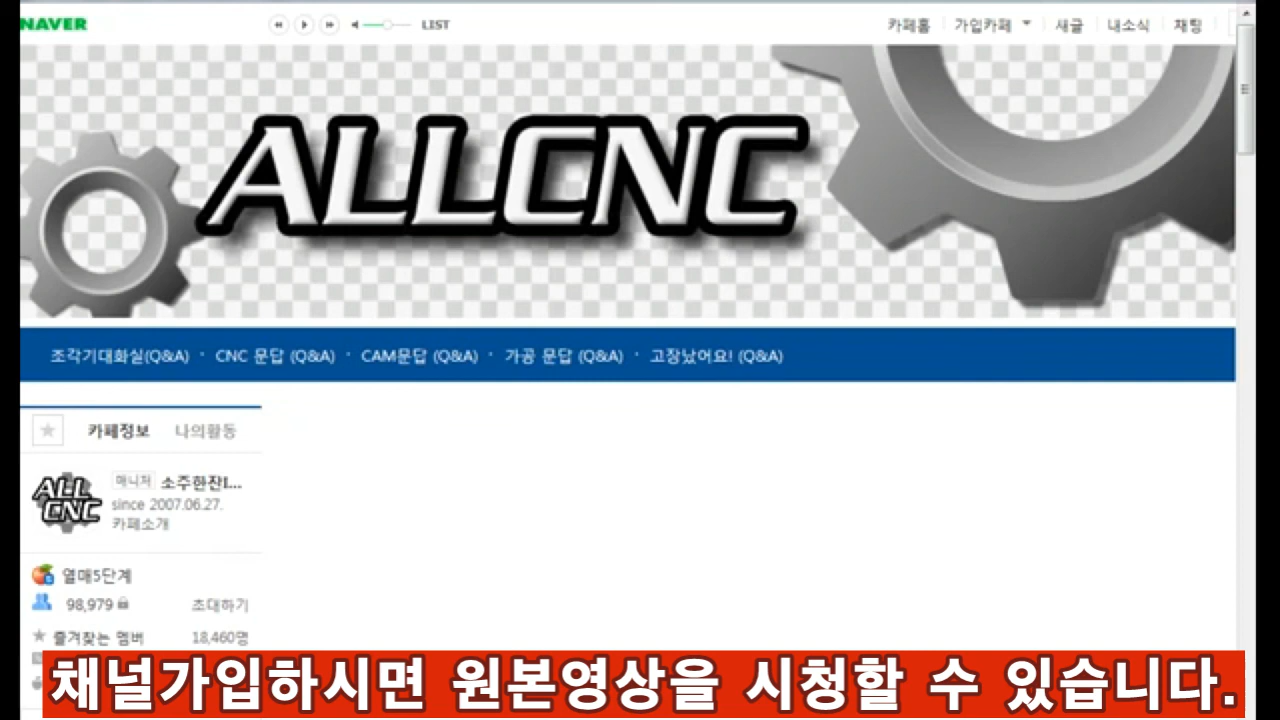 NAVER LIST 카페홈 가입카페 새글 내소식 채팅
ALLCNC
조각기대화실(Q&A) · CNC 문답 (Q&A) · CAM문답 (Q&A) · 가공 문답 (Q&A) · 고장났어요! (Q&A)
카페정보 나의활동
ALL
CNC
매니저 소주한잔I...
since 2007.06.27.
카페소개
열매5단계
98,979 초대하기
즐겨찾는 멤버 18,460명
채널가입하시면 원본영상을 시청할 수 있습니다.